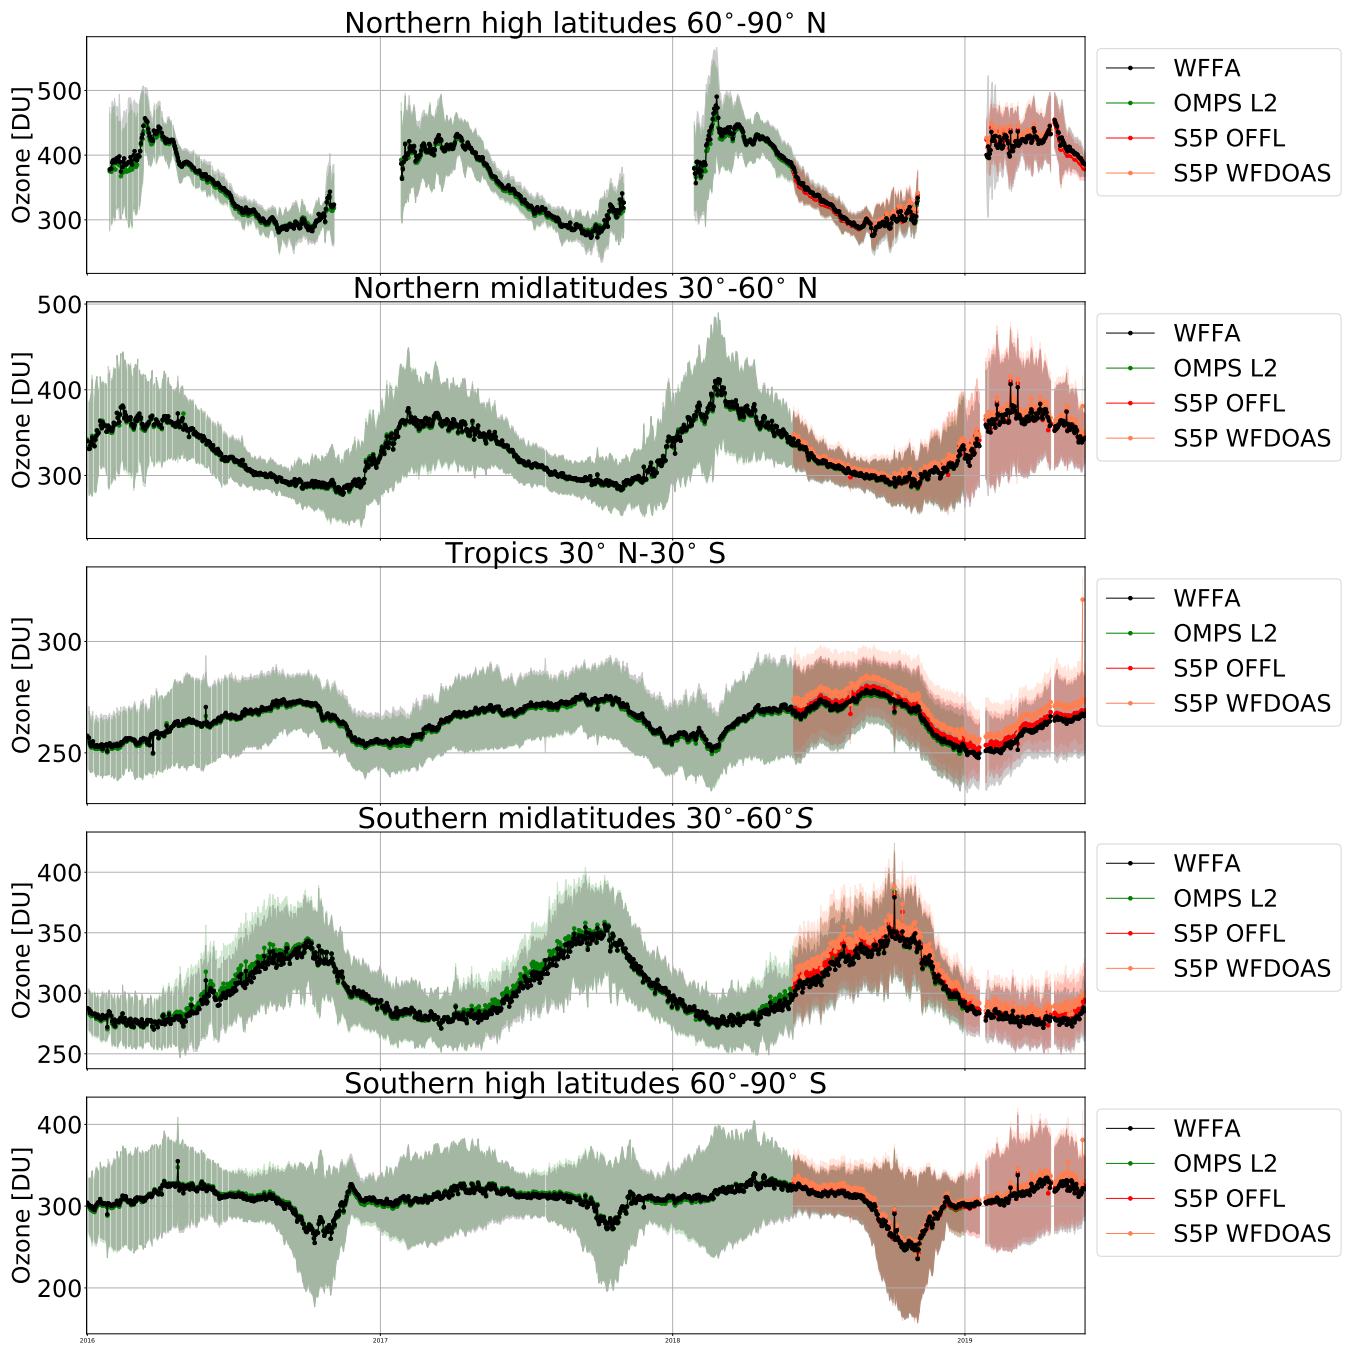 Northern high latitudes 60°-90° N
Ozone [DU]
500
400
300
WFFA
OMPS L2
S5P OFFL
S5P WFDOAS
Northern midlatitudes 30°-60° N
Ozone [DU]
500
400
300
WFFA
OMPS L2
S5P OFFL
S5P WFDOAS
Tropics 30° N-30° S
Ozone [DU]
300
250
WFFA
OMPS L2
S5P OFFL
S5P WFDOAS
Southern midlatitudes 30°-60°S
Ozone [DU]
400
350
300
250
WFFA
OMPS L2
S5P OFFL
S5P WFDOAS
Southern high latitudes 60°-90° S
Ozone [DU]
400
300
200
WFFA
OMPS L2
S5P OFFL
S5P WFDOAS
2016 2017 2018 2019